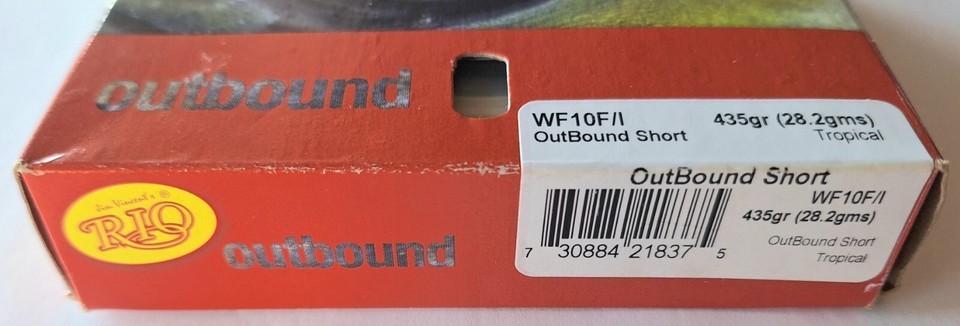 outbound
WF10F/I 435gr (28.2gms)
OutBound Short Tropical
OutBound Short
WF10F/I
435gr (28.2gms)
OutBound Short
Tropical
7 30884 21837 5
Jim Vincent's ®
RIO
outbound